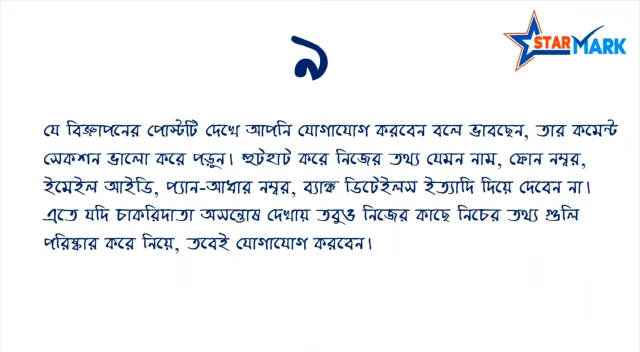 STAR MARK
৯
যে বিজ্ঞাপনের পোস্টটি দেখে আপনি যোগাযোগ করবেন বলে ভাবছেন, তার কমেন্ট
সেকশন ভালো করে পড়ুন। হুটহাট করে নিজের তথ্য যেমন নাম, ফোন নম্বর,
ইমেইল আইডি, প্যান-আধার নম্বর, ব্যাঙ্ক ডিটেইলস ইত্যাদি দিয়ে দেবেন না।
এতে যদি চাকরিদাতা অসন্তোষ দেখায় তবুও নিজের কাছে নিচের তথ্য গুলি
পরিষ্কার করে নিয়ে, তবেই যোগাযোগ করবেন।